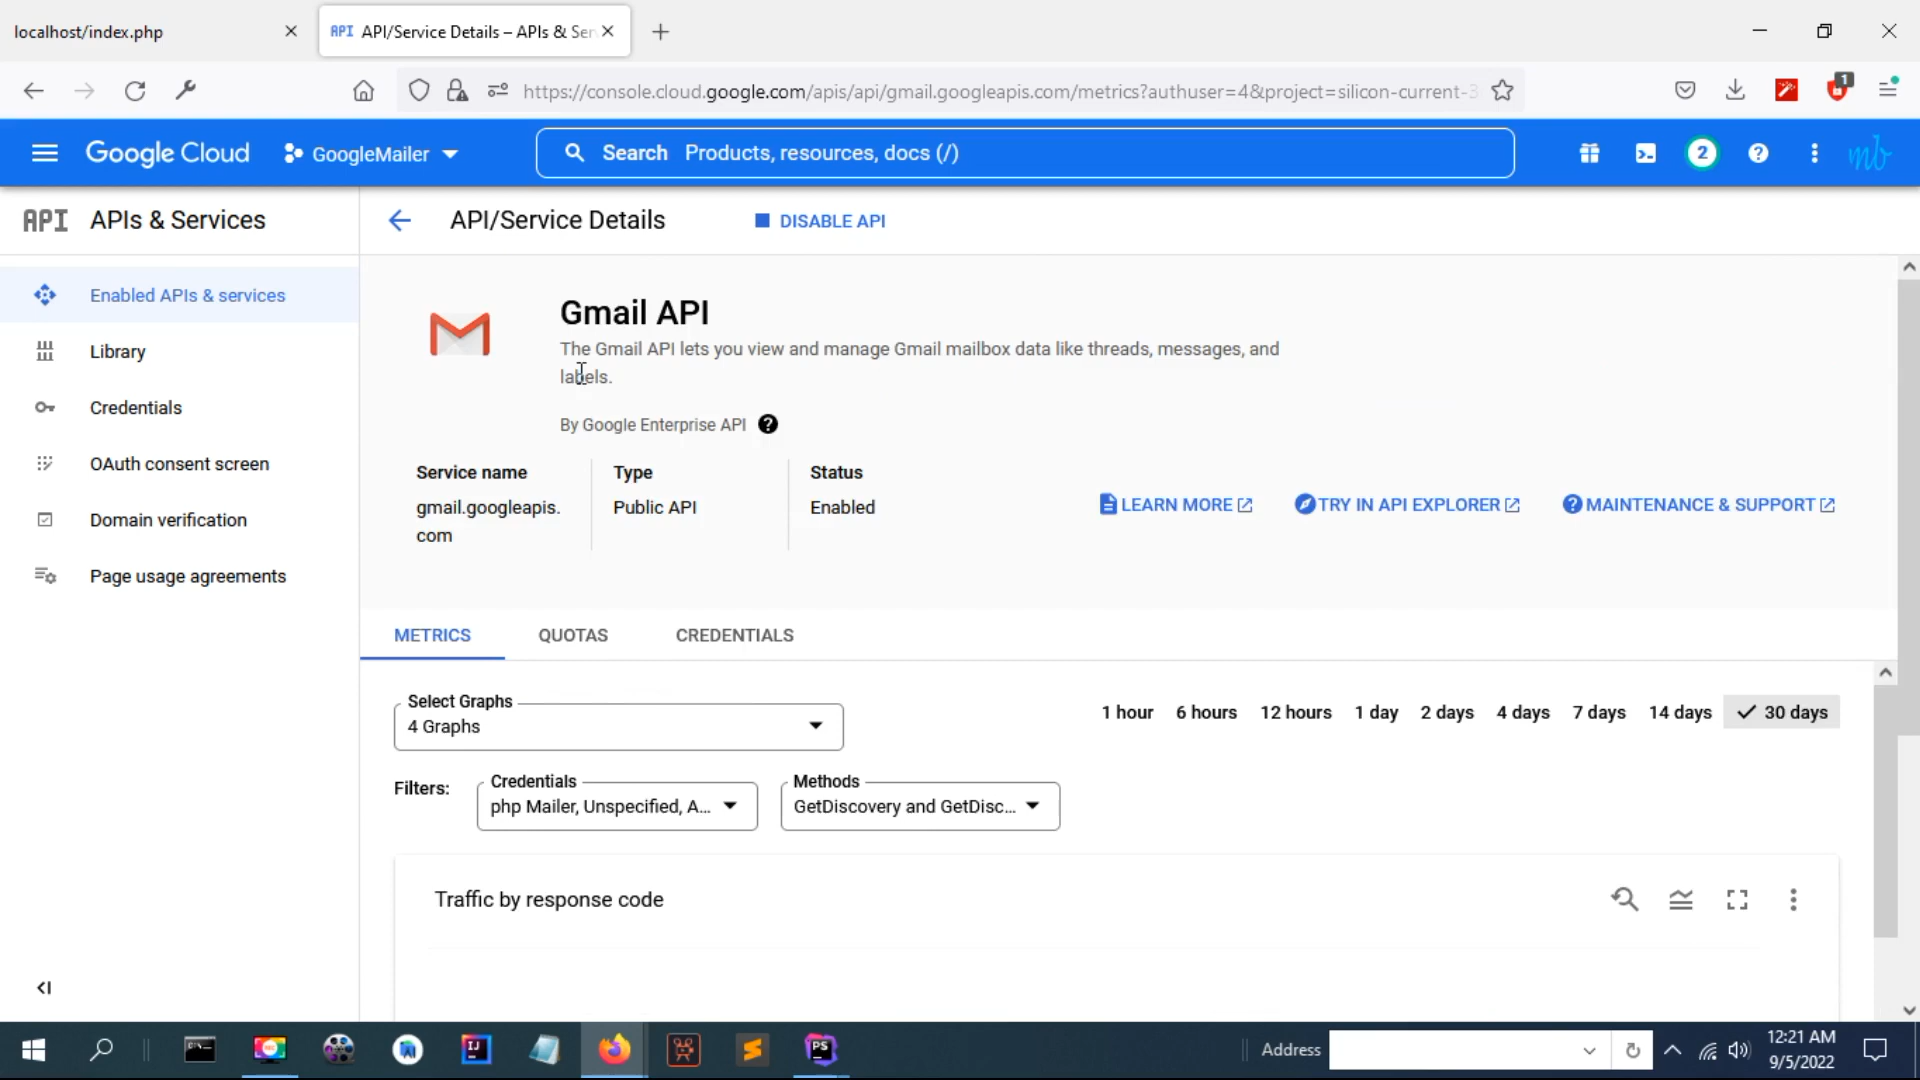 localhost/index.php
API API/Service Details – APIs & Ser
https://console.cloud.google.com/apis/api/gmail.googleapis.com/metrics?authuser=4&project=silicon-current-3
1
Google Cloud
GoogleMailer
Search Products, resources, docs (/)
2
mb
API APIs & Services
API/Service Details
DISABLE API
Enabled APIs & services
Library
Credentials
OAuth consent screen
Domain verification
Page usage agreements
Gmail API
The Gmail API lets you view and manage Gmail mailbox data like threads, messages, and
labels.
By Google Enterprise API
Service name
gmail.googleapis.
com
Type
Public API
Status
Enabled
LEARN MORE
TRY IN API EXPLORER
MAINTENANCE & SUPPORT
METRICS QUOTAS CREDENTIALS
Select Graphs
4 Graphs
1 hour 6 hours 12 hours 1 day 2 days 4 days 7 days 14 days 30 days
Filters:
Credentials
php Mailer, Unspecified, A...
Methods
GetDiscovery and GetDisc...
Traffic by response code
IJ
PS
Address
12:21 AM
9/5/2022